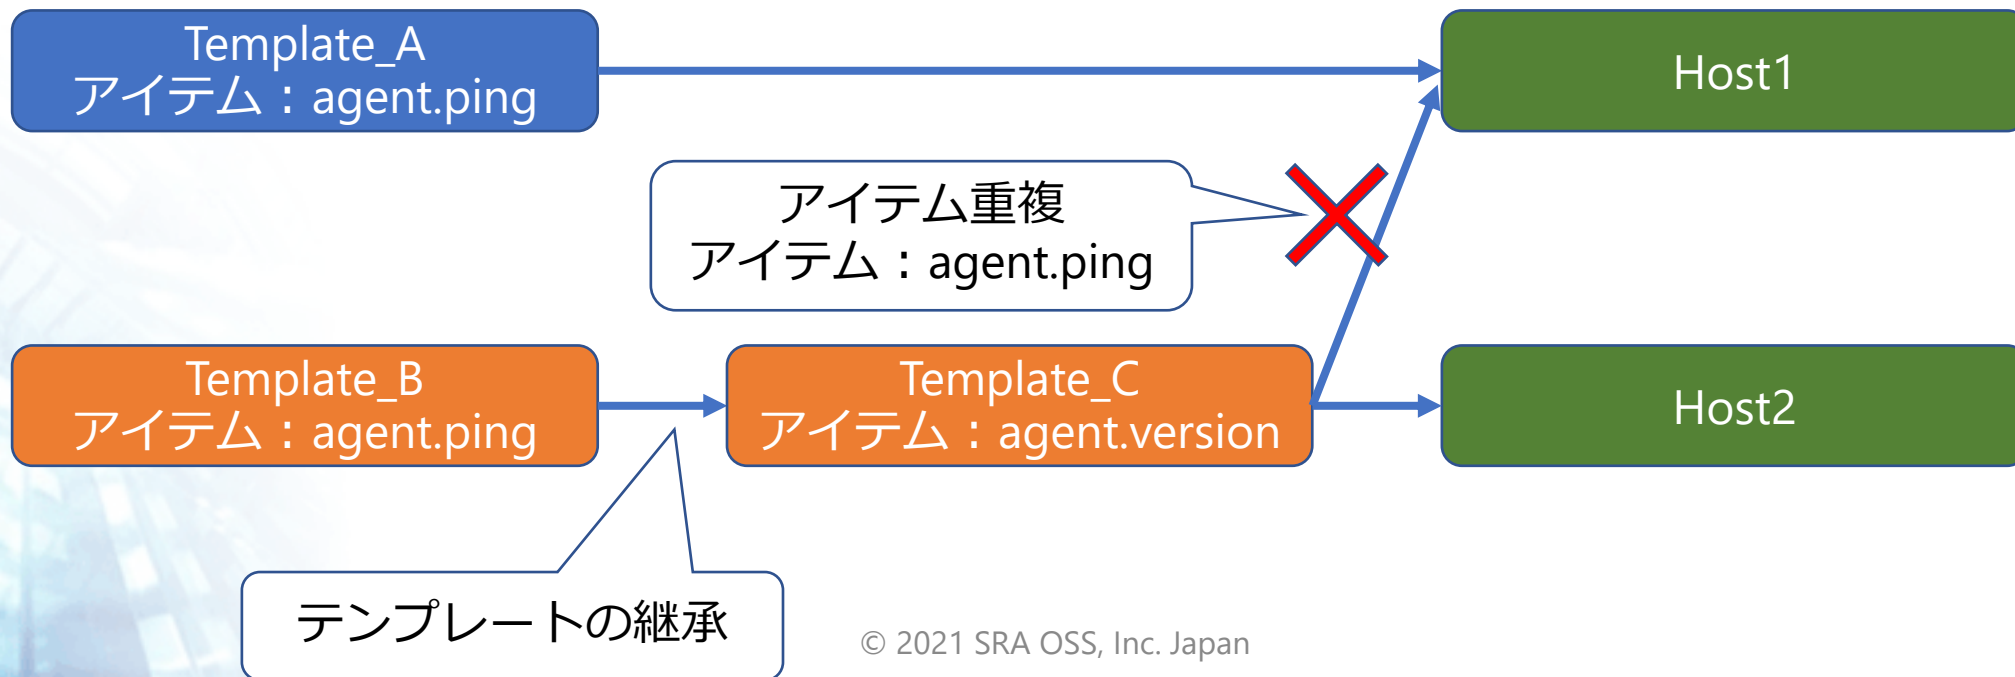 Template_A
アイテム：agent.ping
Host1
アイテム重複
アイテム：agent.ping
Template_B
アイテム：agent.ping
Template_C
アイテム：agent.version
Host2
テンプレートの継承
© 2021 SRA OSS, Inc. Japan